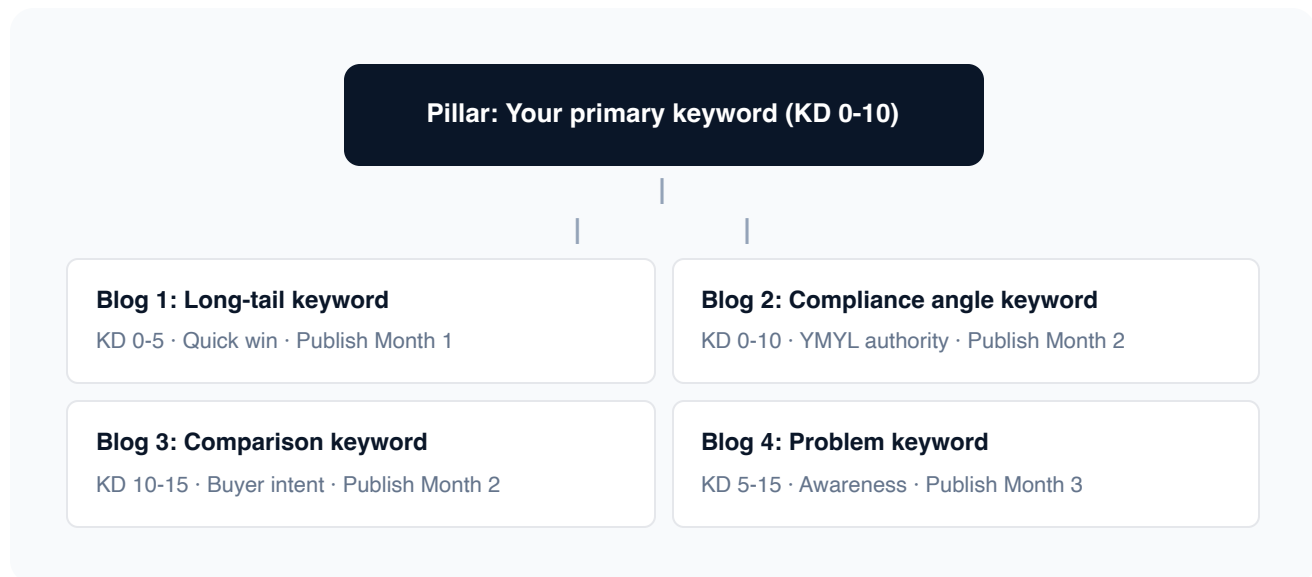 Pillar: Your primary keyword (KD 0-10)
Blog 1: Long-tail keyword
KD 0-5 · Quick win · Publish Month 1
Blog 2: Compliance angle keyword
KD 0-10 · YMYL authority · Publish Month 2
Blog 3: Comparison keyword
KD 10-15 · Buyer intent · Publish Month 2
Blog 4: Problem keyword
KD 5-15 · Awareness · Publish Month 3